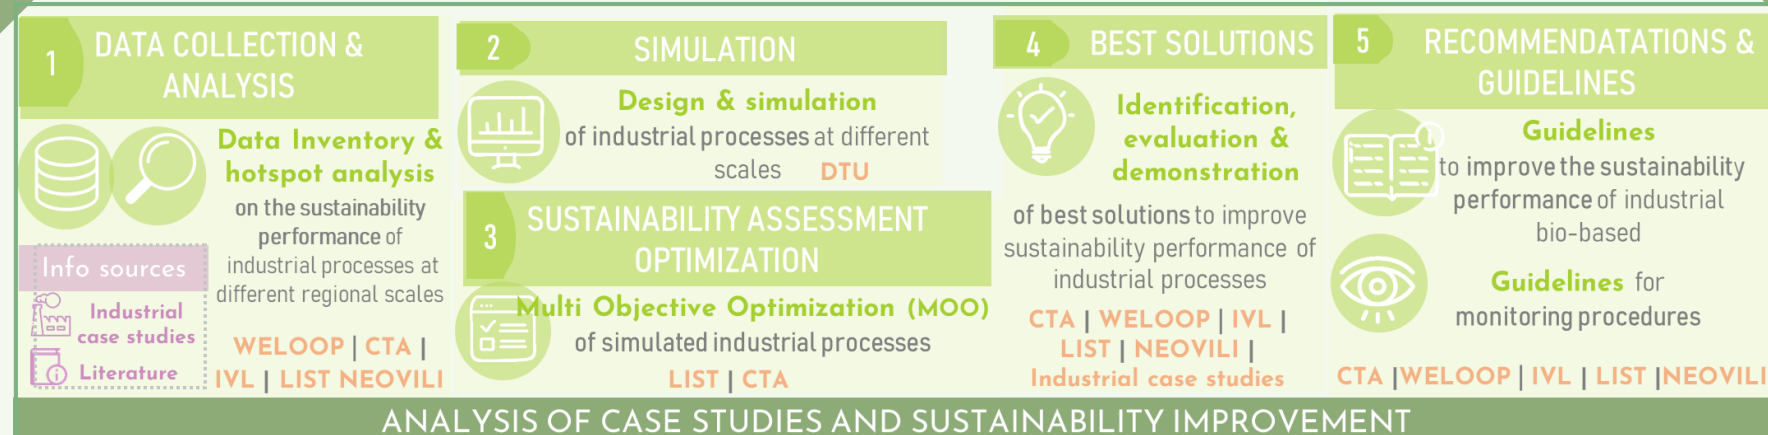 1
DATA COLLECTION &
ANALYSIS
Data Inventory &
hotspot analysis
on the sustainability
performance of
industrial processes at
different regional scales
Info sources
Industrial
case studies
Literature
WELOOP | CTA |
IVL | LIST NEOVILI
2
SIMULATION
Design & simulation
of industrial processes at different
scales DTU
3
SUSTAINABILITY ASSESSMENT
OPTIMIZATION
Multi Objective Optimization (MOO)
of simulated industrial processes
LIST | CTA
4
BEST SOLUTIONS
Identification,
evaluation &
demonstration
of best solutions to improve
sustainability performance of
industrial processes
CTA | WELOOP | IVL |
LIST | NEOVILI |
Industrial case studies
5
RECOMMENDATATIONS &
GUIDELINES
Guidelines
to improve the sustainability
performance of industrial
bio-based
Guidelines for
monitoring procedures
CTA |WELOOP | IVL | LIST |NEOVILI
ANALYSIS OF CASE STUDIES AND SUSTAINABILITY IMPROVEMENT